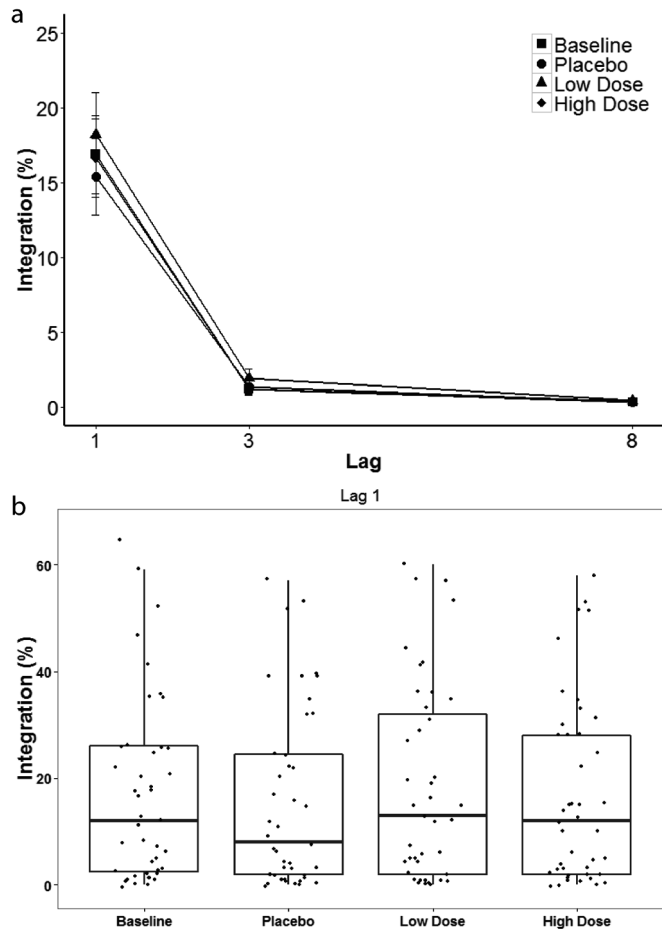 a
25
20
15
10
5
0
Integration (%)
Baseline
Placebo
Low Dose
High Dose
1
3
8
Lag
b
Lag 1
60
40
20
0
Integration (%)
Baseline
Placebo
Low Dose
High Dose